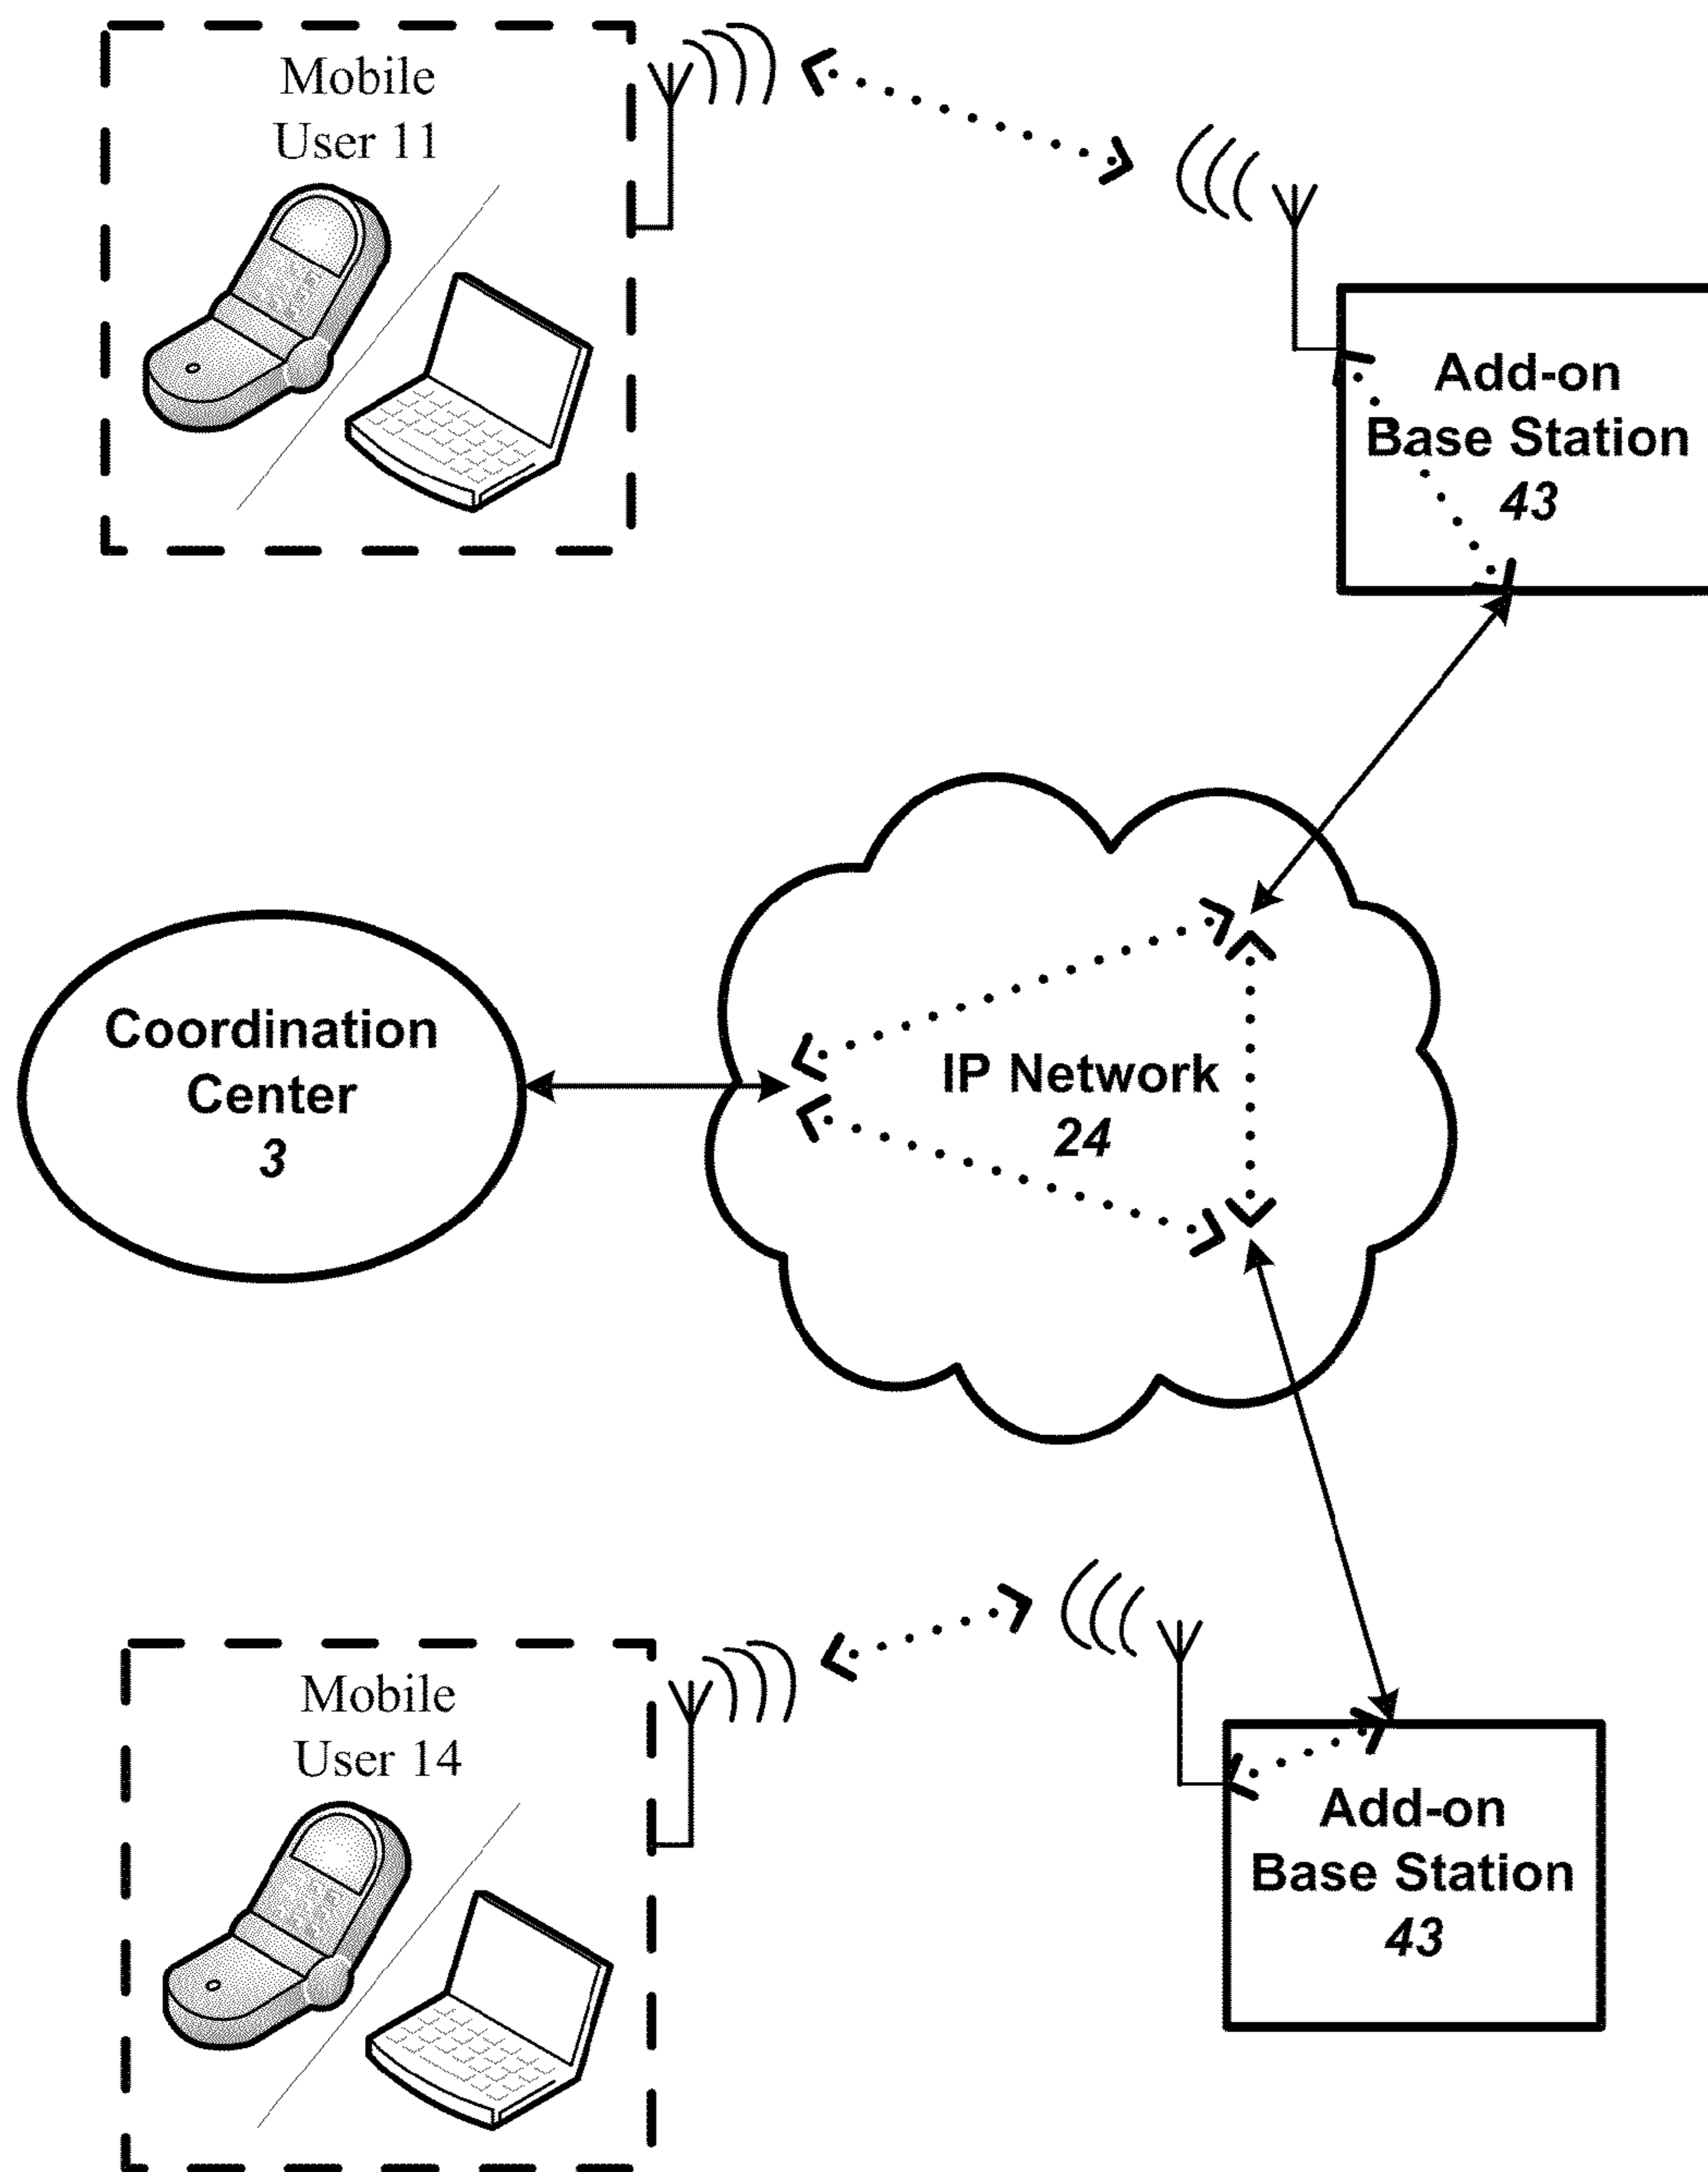 Mobile
User 11
Add-on
Base Station
43
Coordination
Center
3
IP Network
24
Mobile
User 14
Add-on
Base Station
43